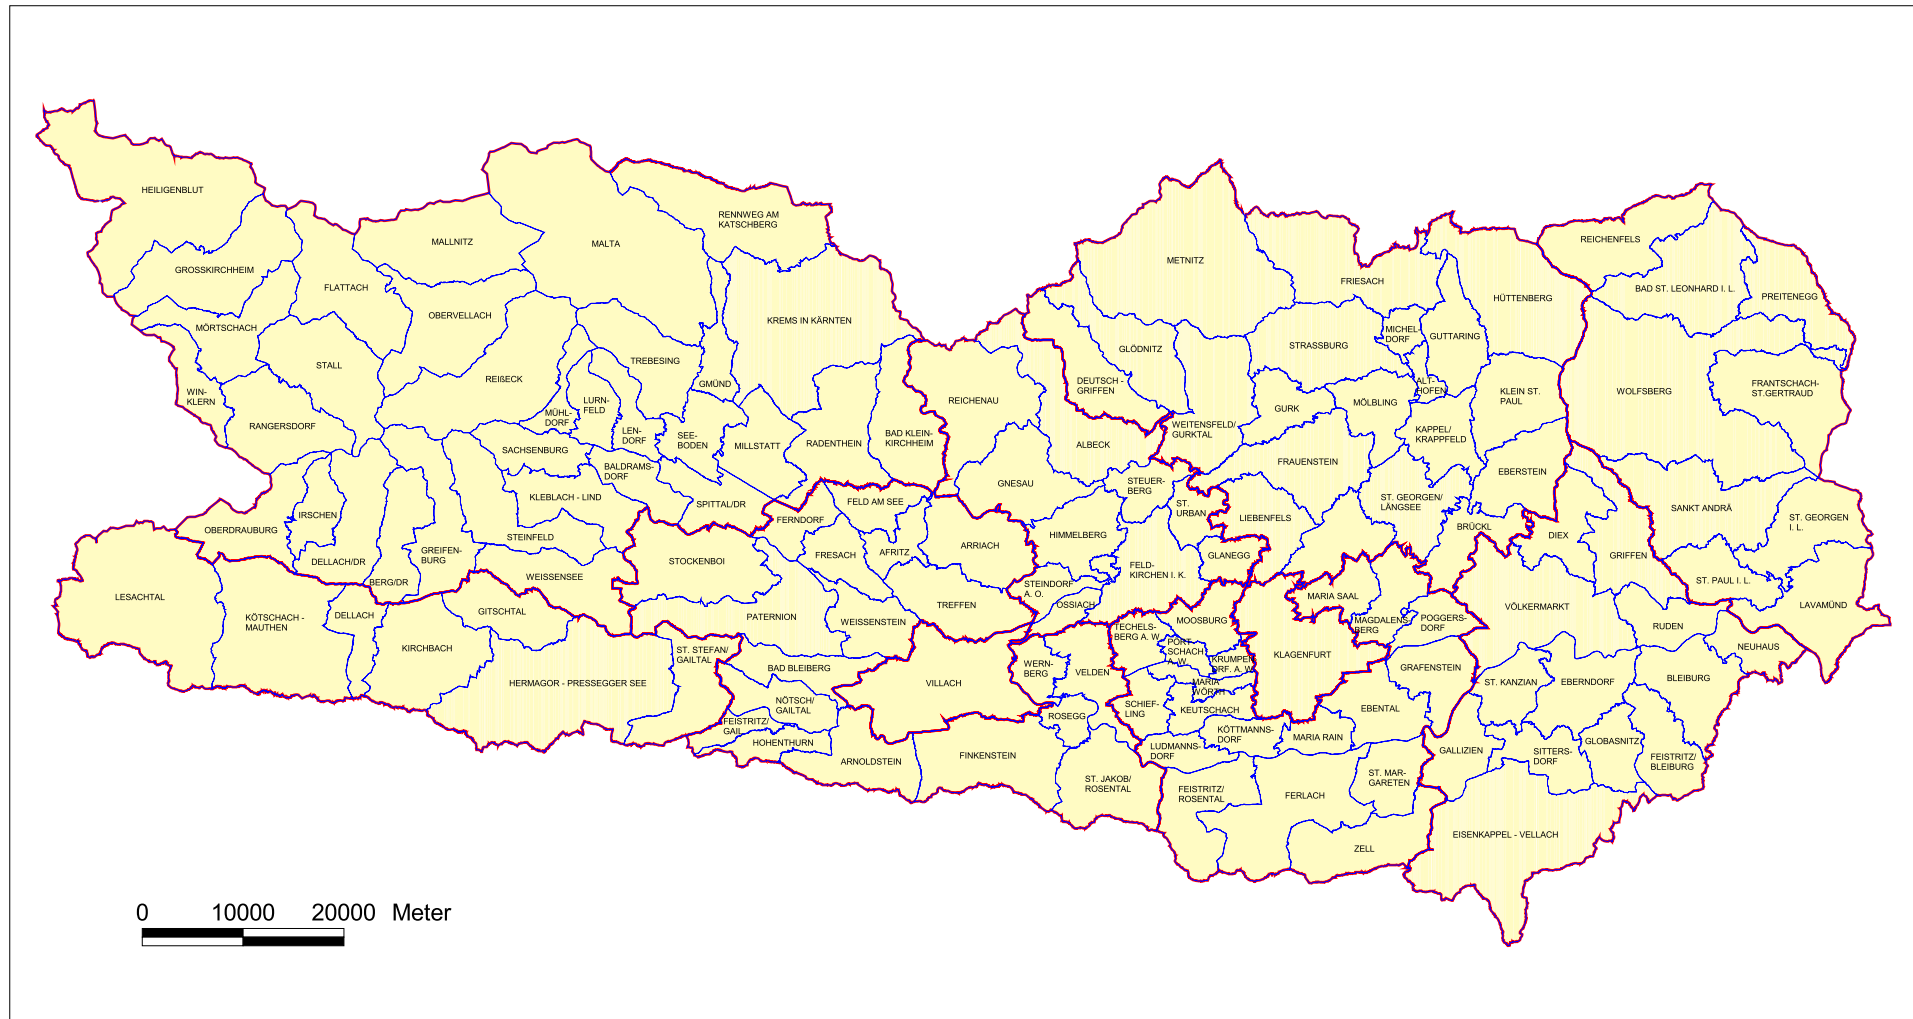 HEILIGENBLUT
RENNWEG AM
KATSCHBERG
MALLNITZ
MALTA
GROSSKIRCHHEIM
FLATTACH
OBERVELLACH
MÖRTSCHACH
KREMS IN KÄRNTEN
STALL
TREBESING
REIßECK
GMÜND
WIN-
KLERN
RANGERSDORF
MÜHL-
DORF
LURN-
FELD
LEN-
DORF
SEE-
BODEN
MILLSTATT
RADENTHEIN
BAD KLEIN-
KIRCHHEIM
SACHSENBURG
BALDRAMS-
DORF
KLEBLACH - LIND
SPITTAL/DR
OBERDRAUBURG
IRSCHEN
DELLACH/DR
BERG/DR
GREIFEN-
BURG
STEINFELD
WEISSENSEE
LESACHTAL
KÖTSCHACH -
MAUTHEN
DELLACH
KIRCHBACH
GITSCHTAL
HERMAGOR - PRESSEGGER SEE
ST. STEFAN/
GAILTAL
STOCKENBOI
FERNDORF
FELD AM SEE
FRESACH
AFRITZ
ARRIACH
TREFFEN
PATERNION
WEISSENSTEIN
BAD BLEIBERG
NÖTSCH/
GAILTAL
FEISTRITZ/
GAIL
HOHENTHURN
ARNOLDSTEIN
VILLACH
FINKENSTEIN
WERN-
BERG
VELDEN
ROSEGG
ST. JAKOB/
ROSENTAL
REICHENAU
ALBECK
GNESAU
STEUER-
BERG
ST.
URBAN
HIMMELBERG
FELD-
KIRCHEN I. K.
GLANEGG
STEINDORF
A. O.
OSSIACH
METNITZ
FRIESACH
HÜTTENBERG
GLÖDNITZ
DEUTSCH -
GRIFFEN
STRASSBURG
MICHEL-
DORF
GUTTARING
ALT-
HOFEN
KLEIN ST.
PAUL
GURK
MÖLBLING
WEITENSFELD/
GURKTAL
KAPPEL/
KRAPPFELD
FRAUENSTEIN
EBERSTEIN
ST. GEORGEN/
LÄNGSEE
LIEBENFELS
BRÜCKL
REICHENFELS
BAD ST. LEONHARD I. L.
PREITENEGG
WOLFSBERG
FRANTSCHACH-
ST.GERTRAUD
SANKT ANDRÄ
ST. GEORGEN
I. L.
ST. PAUL I. L.
LAVAMÜND
DIEX
GRIFFEN
VÖLKERMARKT
RUDEN
NEUHAUS
ST. KANZIAN
EBERNDORF
BLEIBURG
GALLIZIEN
SITTERS-
DORF
GLOBASNITZ
FEISTRITZ/
BLEIBURG
EISENKAPPEL - VELLACH
MARIA SAAL
MAGDALENS-
BERG
POGGERS-
DORF
GRAFENSTEIN
KLAGENFURT
EBENTAL
MOOSBURG
TECHELS-
BERG A. W.
PÖRT-
SCHACH
A. W.
KRUMPEN-
DRF. A. W.
MARIA
WÖRTH
KEUTSCHACH
SCHIEF-
LING
KÖTTMANNS-
DORF
MARIA RAIN
LUDMANNS-
DORF
FEISTRITZ/
ROSENTAL
FERLACH
ST. MAR-
GARETEN
ZELL
0 10000 20000 Meter